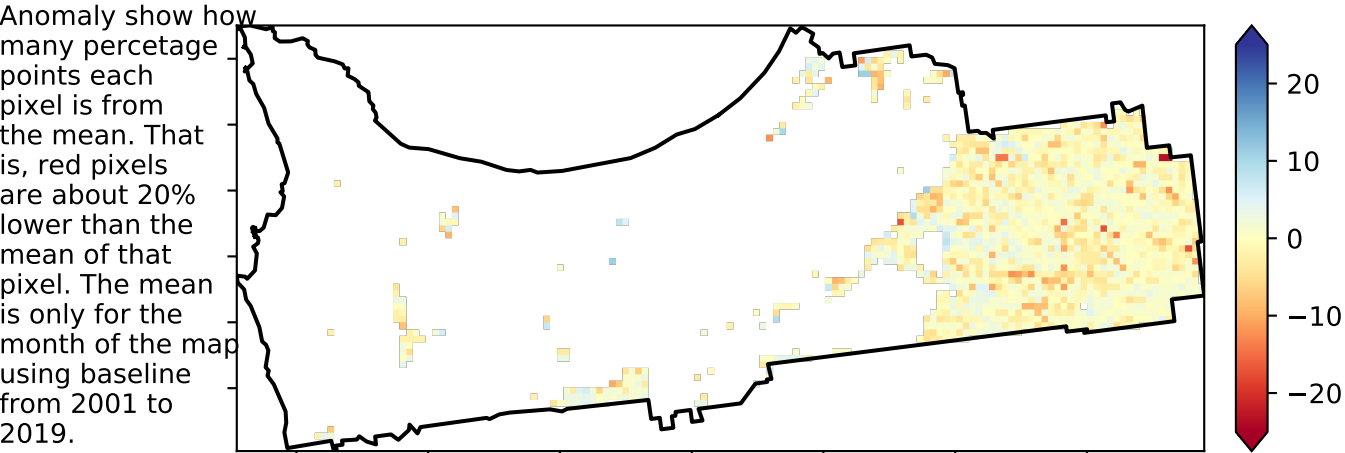 Anomaly show how
many percetage
points each
pixel is from
the mean. That
is, red pixels
are about 20%
lower than the
mean of that
pixel. The mean
is only for the
month of the map
using baseline
from 2001 to
2019.
20
10
0
−10
−20